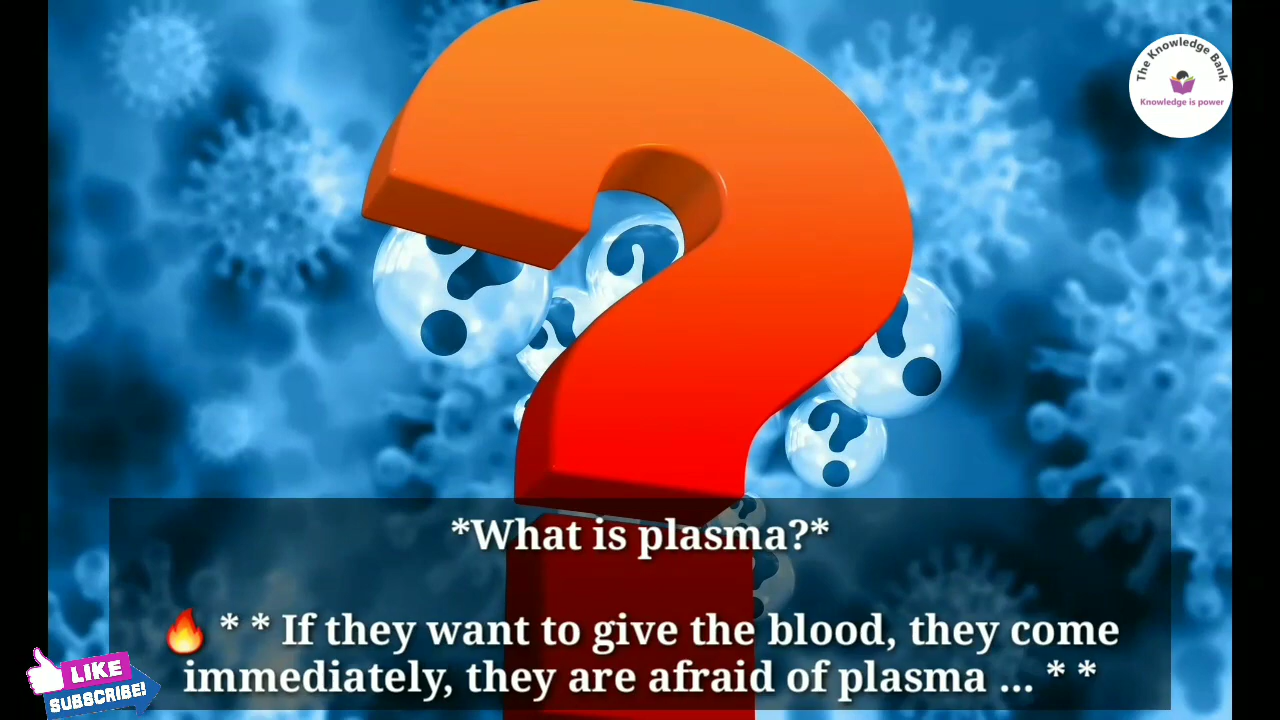 The Knowledge Bank
Knowledge is power
*What is plasma?*
🔥 * * If they want to give the blood, they come
immediately, they are afraid of plasma ... * *
LIKE
SUBSCRIBE!